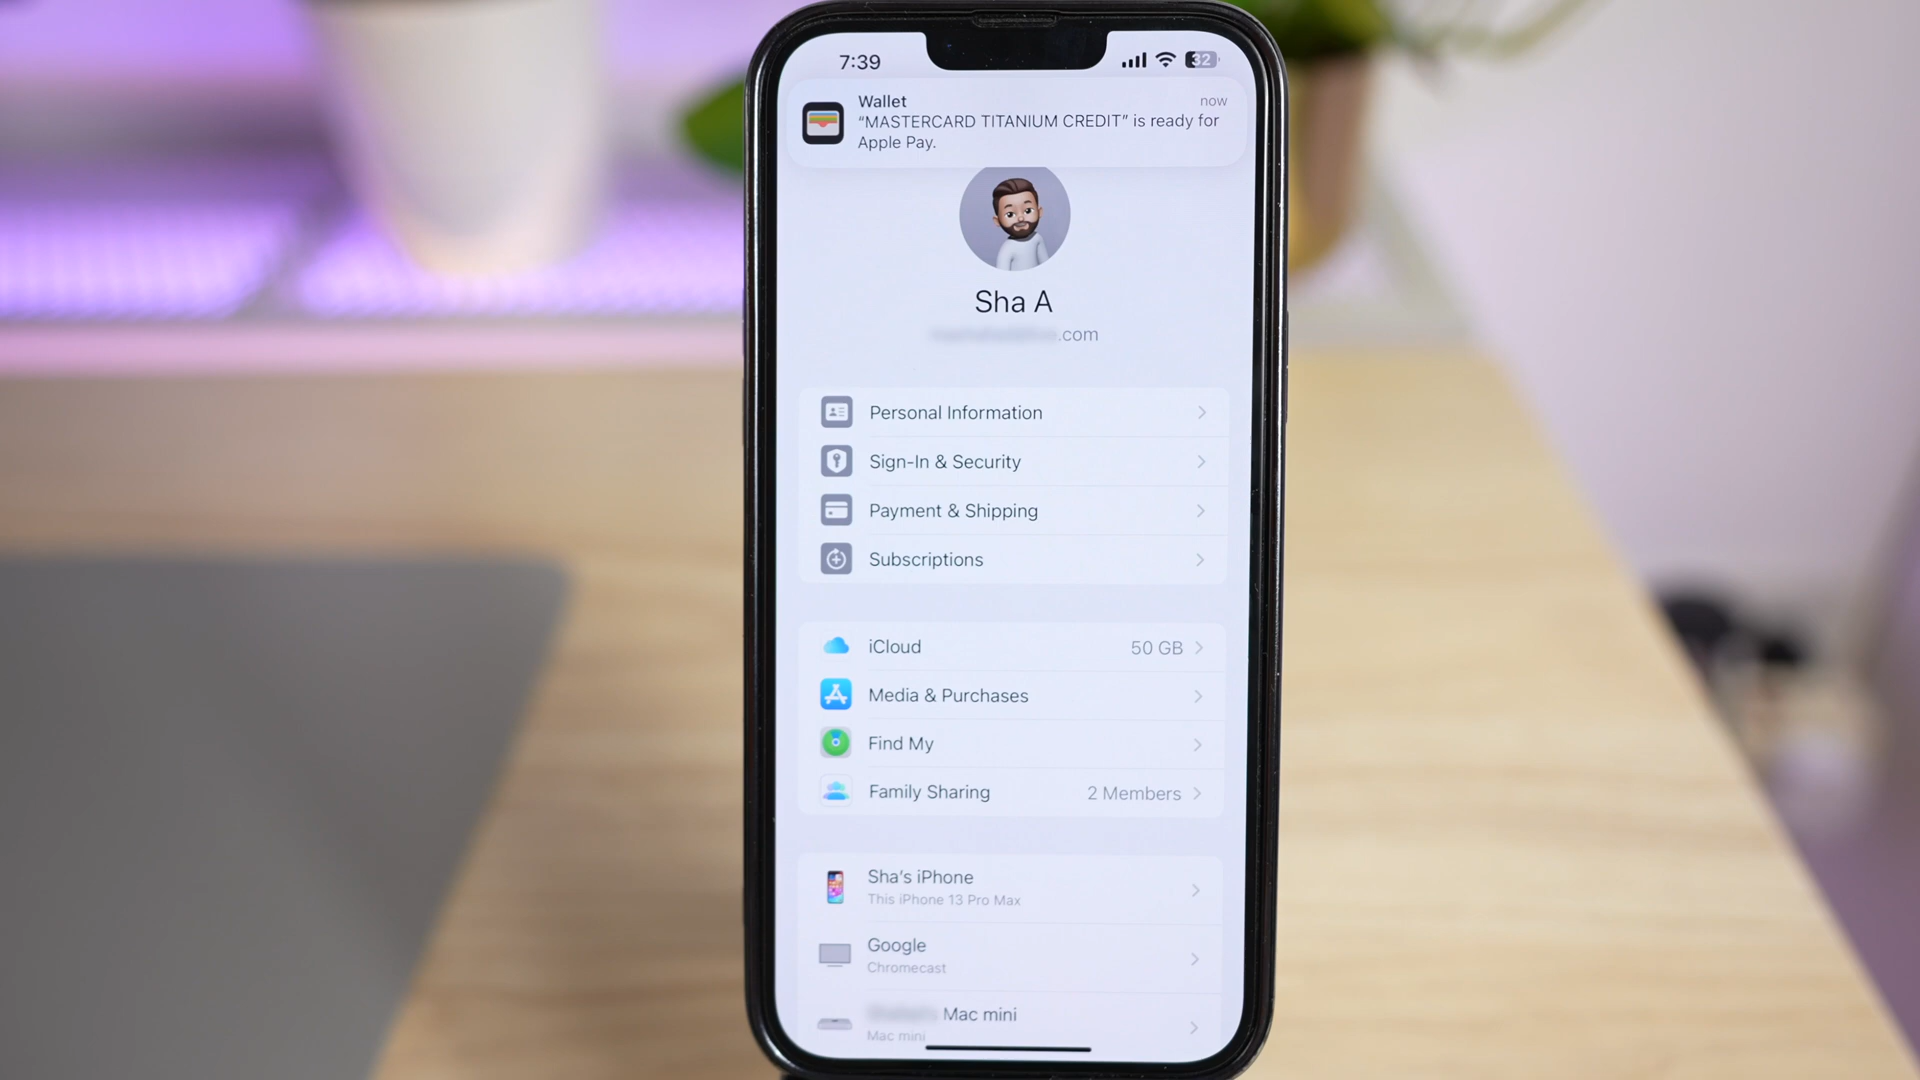 7:39
32
Wallet
now
“MASTERCARD TITANIUM CREDIT” is ready for
Apple Pay.
Sha A
.com
Personal Information
Sign-In & Security
Payment & Shipping
Subscriptions
iCloud 50 GB
Media & Purchases
Find My
Family Sharing 2 Members
Sha’s iPhone
This iPhone 13 Pro Max
Google
Chromecast
Mac mini
Mac mini